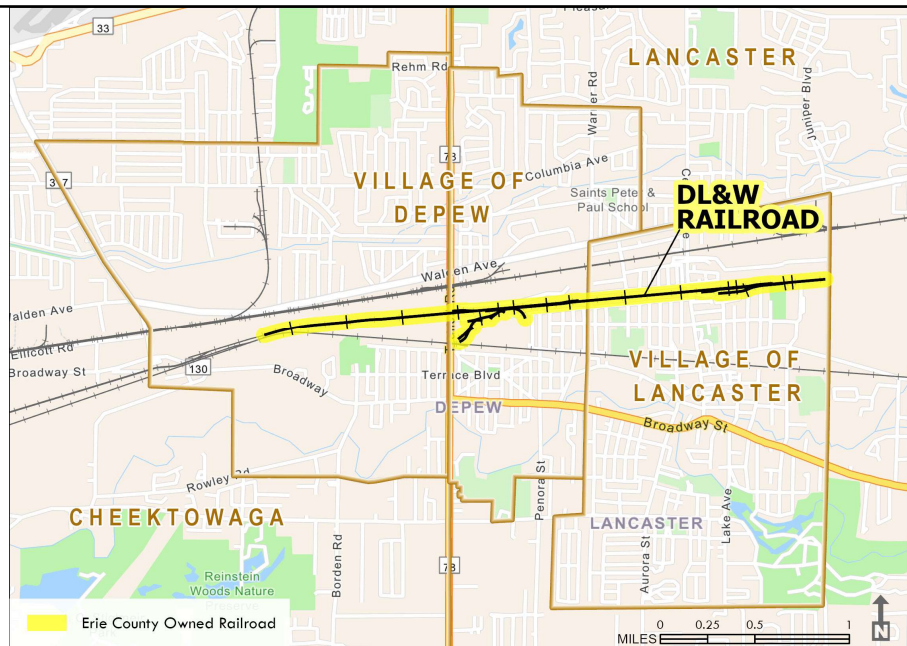 33
Pleasant
LANCASTER
Rehm Rd
Warner Rd
Juniper Blvd
78
Columbia Ave
VILLAGE OF
DEPEW
Saints Peter &
Paul School
DL&W
RAILROAD
Walden Ave
Walden Ave
Ellicott Rd
Broadway St
130
Broadway
Terrace Blvd
VILLAGE OF
LANCASTER
DEPEW
Broadway St
Rowley Rd
Penora St
CHEEKTOWAGA
LANCASTER
Lake Ave
Aurora St
Borden Rd
78
Reinstein
Woods Nature
Preserve
Erie County Owned Railroad
MILES
0 0.25 0.5 1
N